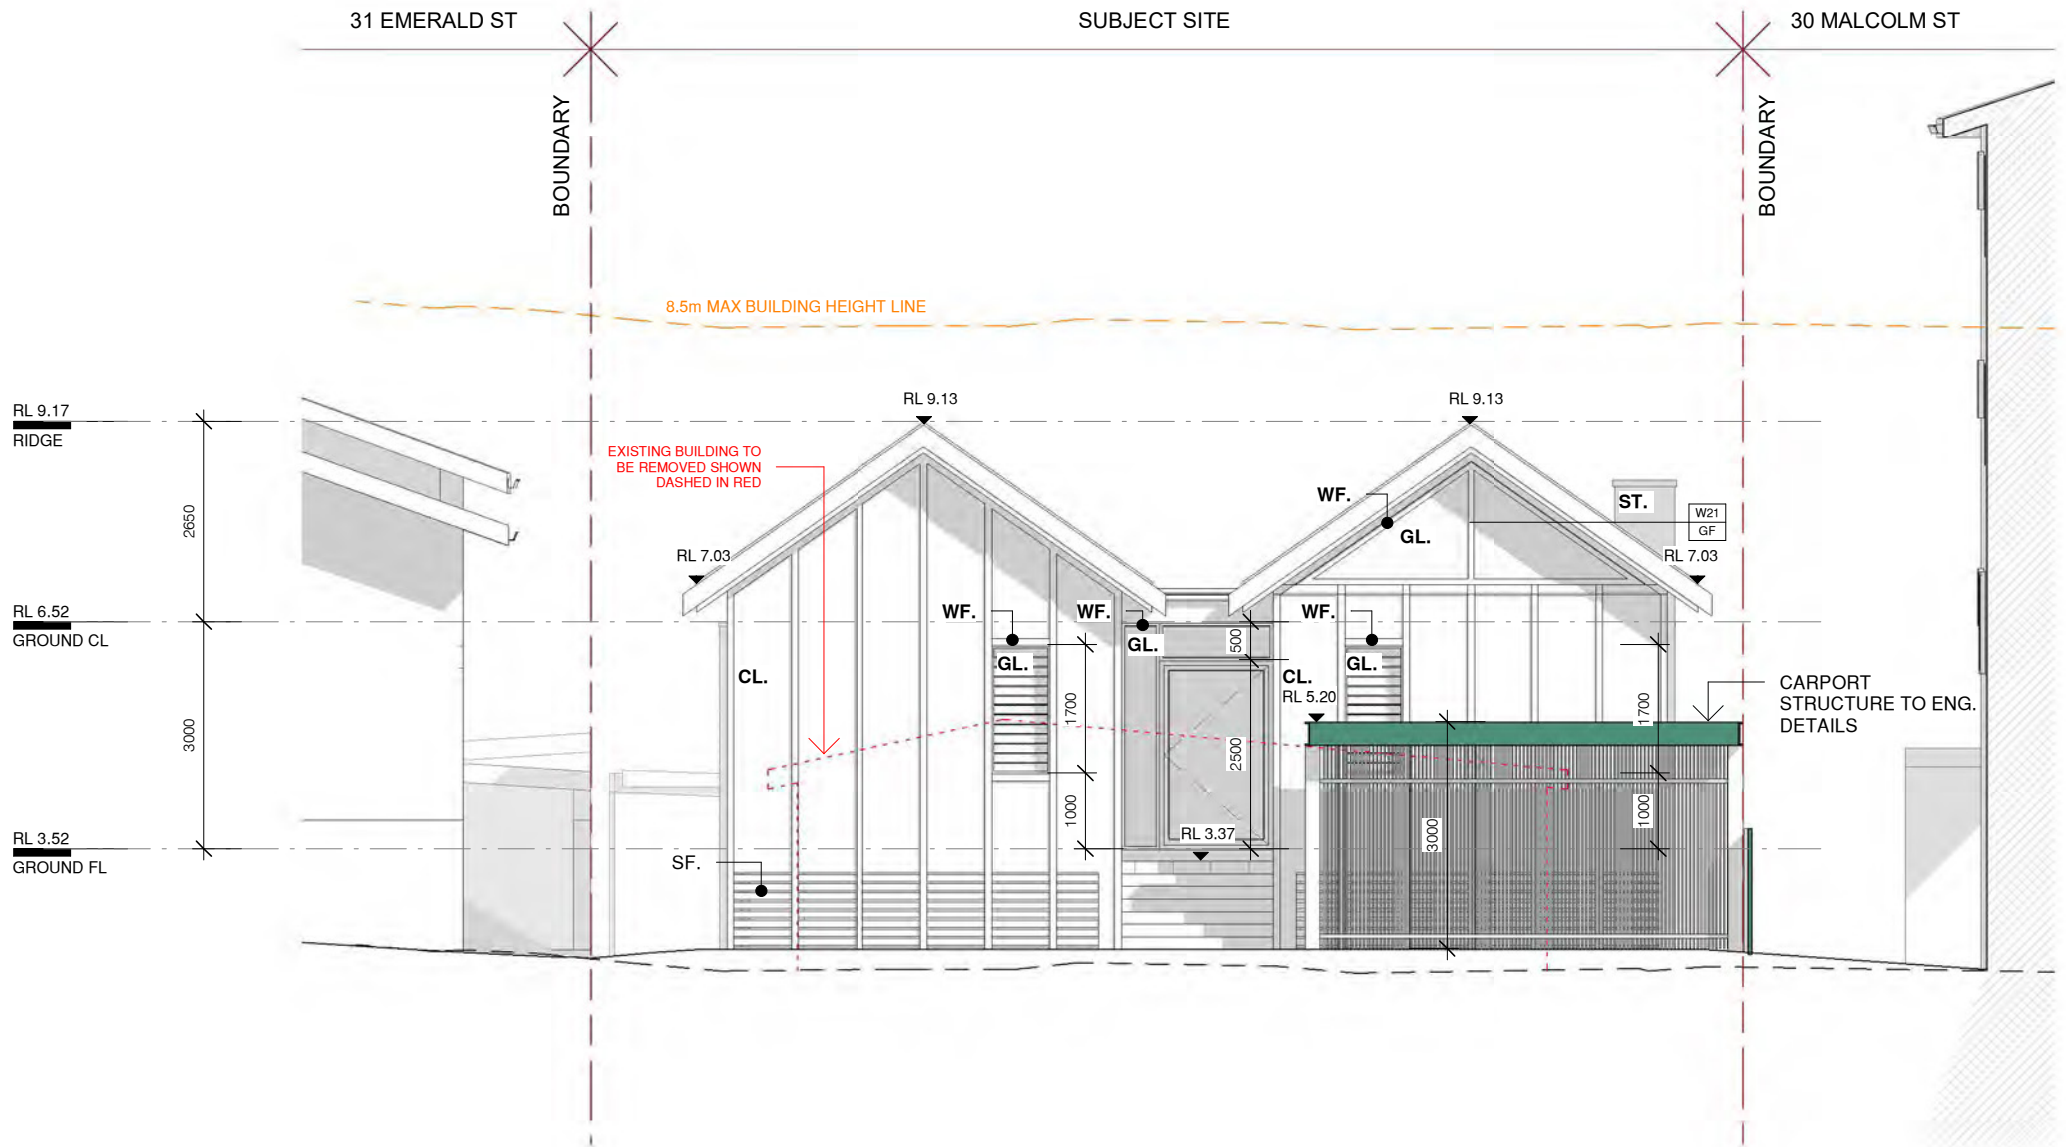 31 EMERALD ST
SUBJECT SITE
30 MALCOLM ST
BOUNDARY
BOUNDARY
8.5m MAX BUILDING HEIGHT LINE
RL 9.17
RIDGE
RL 9.13
RL 9.13
EXISTING BUILDING TO
BE REMOVED SHOWN
DASHED IN RED
2650
WF.
GL.
ST.
W21
GF
RL 7.03
RL 7.03
RL 6.52
GROUND CL
WF.
WF.
WF.
GL.
GL.
GL.
500
CL.
CL.
RL 5.20
1700
1700
CARPORT
STRUCTURE TO ENG.
DETAILS
3000
2500
1000
1000
3000
RL 3.37
RL 3.52
GROUND FL
SF.